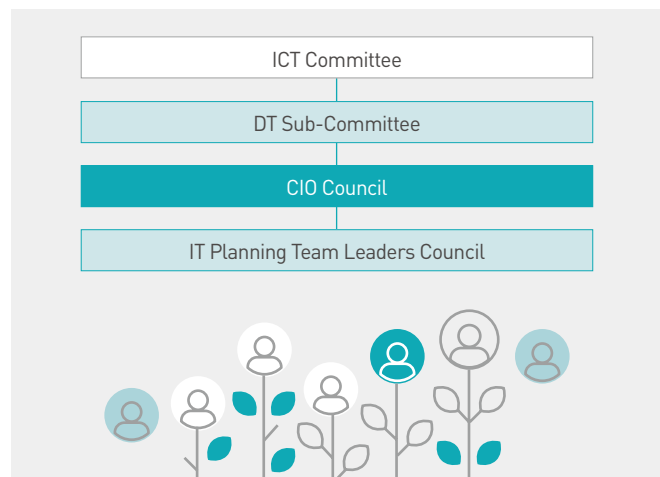 ICT Committee
DT Sub-Committee
CIO Council
IT Planning Team Leaders Council